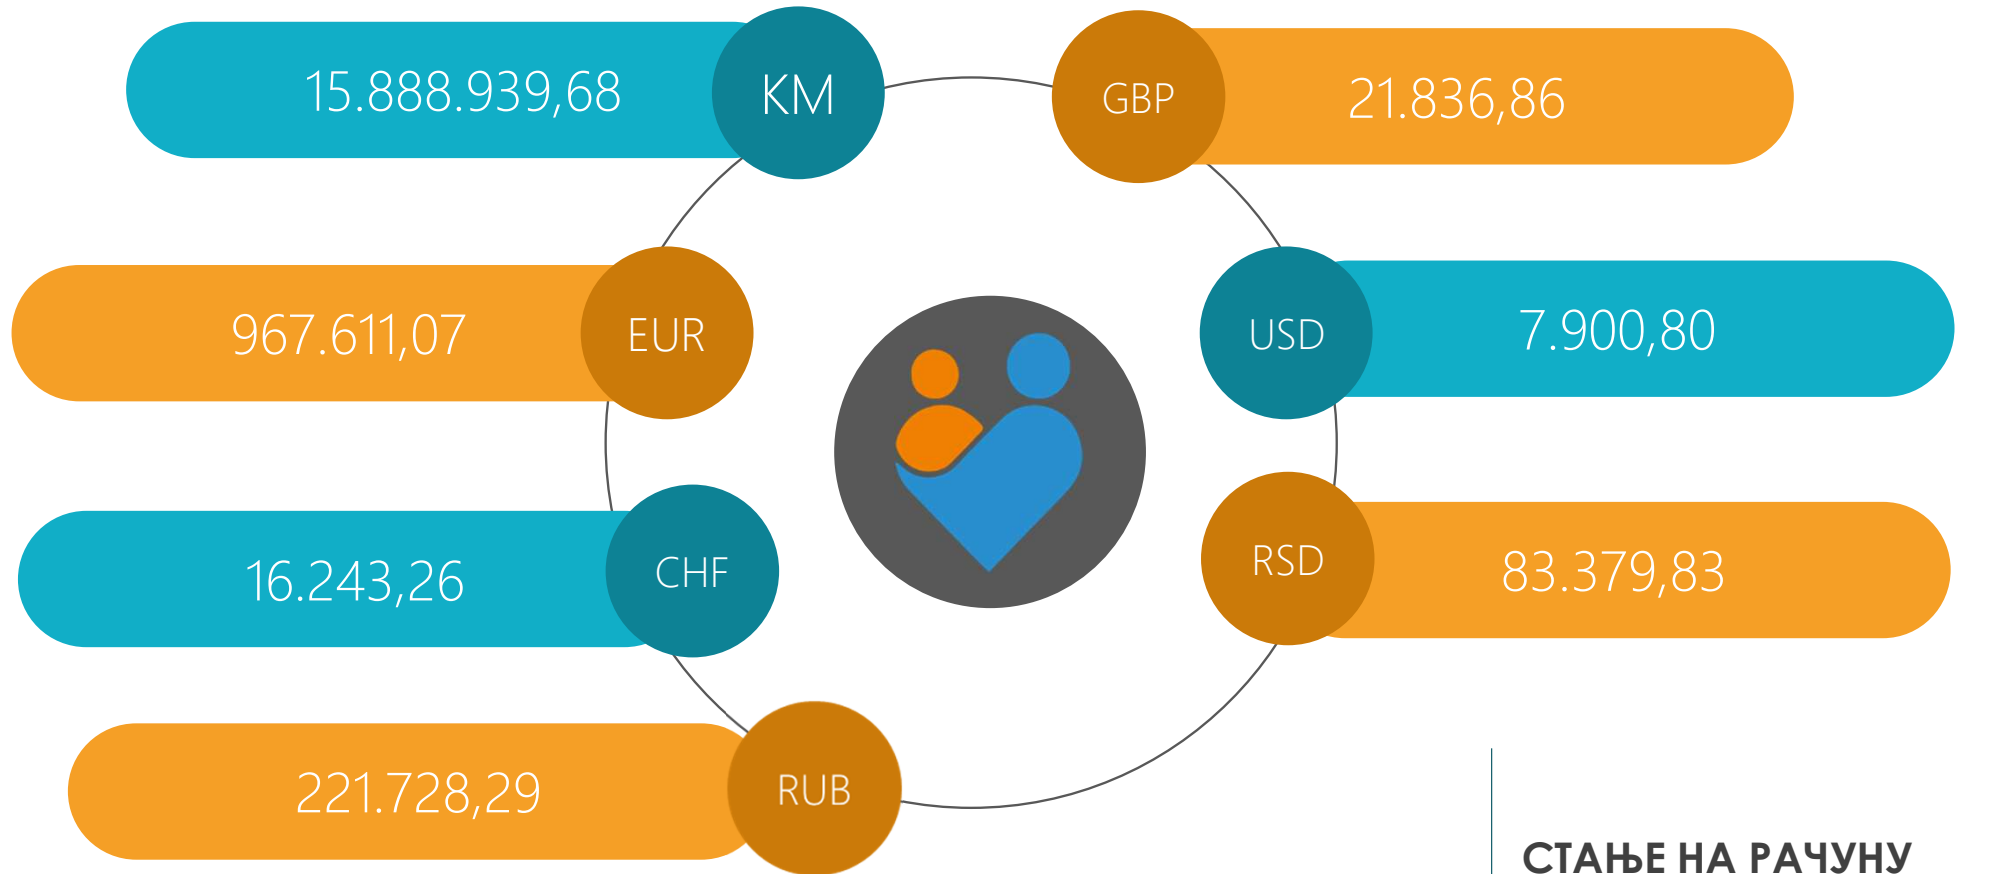 15.888.939,68 KM
GBP 21.836,86
967.611,07 EUR
USD 7.900,80
16.243,26 CHF
RSD 83.379,83
221.728,29 RUB
СТАЊЕ НА РАЧУНУ